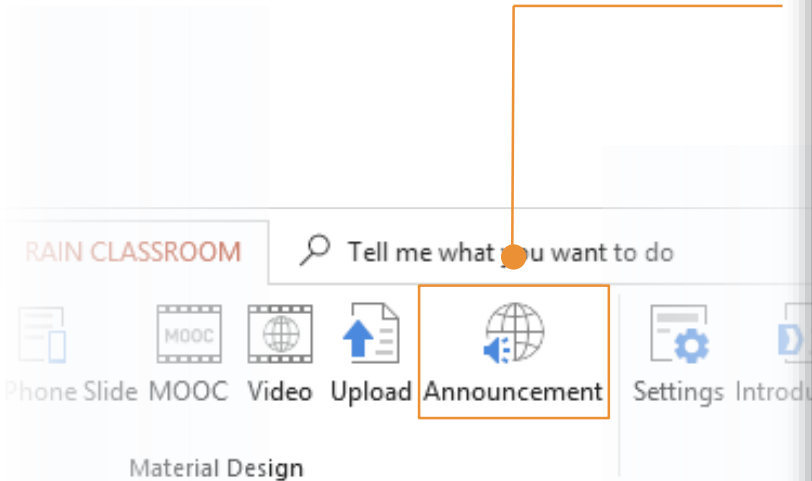 RAIN CLASSROOM Tell me what you want to do
MOOC
Phone Slide MOOC Video Upload Announcement Settings
Material Design